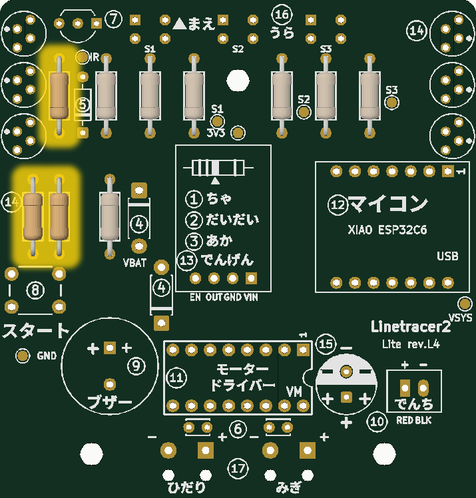 ⑦
▲まえ
⑯
うら
⑭
S1
S2
S3
⑤
S1
S2
S3
3V3
①ちゃ
②だいだい
③あか
⑬でんげん
EN OUT GND VIN
⑭
④
VBAT
④
⑫マイコン
1
XIAO ESP32C6
USB
VSYS
⑧
スタート
GND
Linetracer2
Lite rev.L4
+ ⑨ +
ブザー
⑪
モーター
ドライバー
VM
1
⑮
−
+ +
+
+ −
でんち
RED BLK
⑩
+ ⑥ +
− +
− +
⑰
ひだり
みぎ